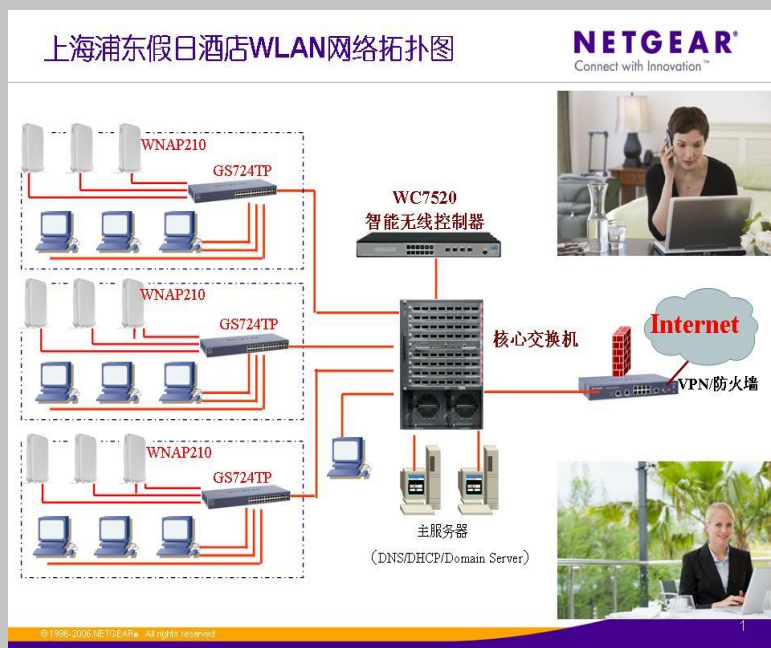 上海浦东假日酒店WLAN网络拓扑图
NETGEAR®
Connect with Innovation™
WNAP210
GS724TP
WC7520
智能无线控制器
WNAP210
GS724TP
核心交换机
Internet
VPN/防火墙
WNAP210
GS724TP
主服务器
(DNS/DHCP/Domain Server)
© 1996-2006 NETGEAR®. All rights reserved
1